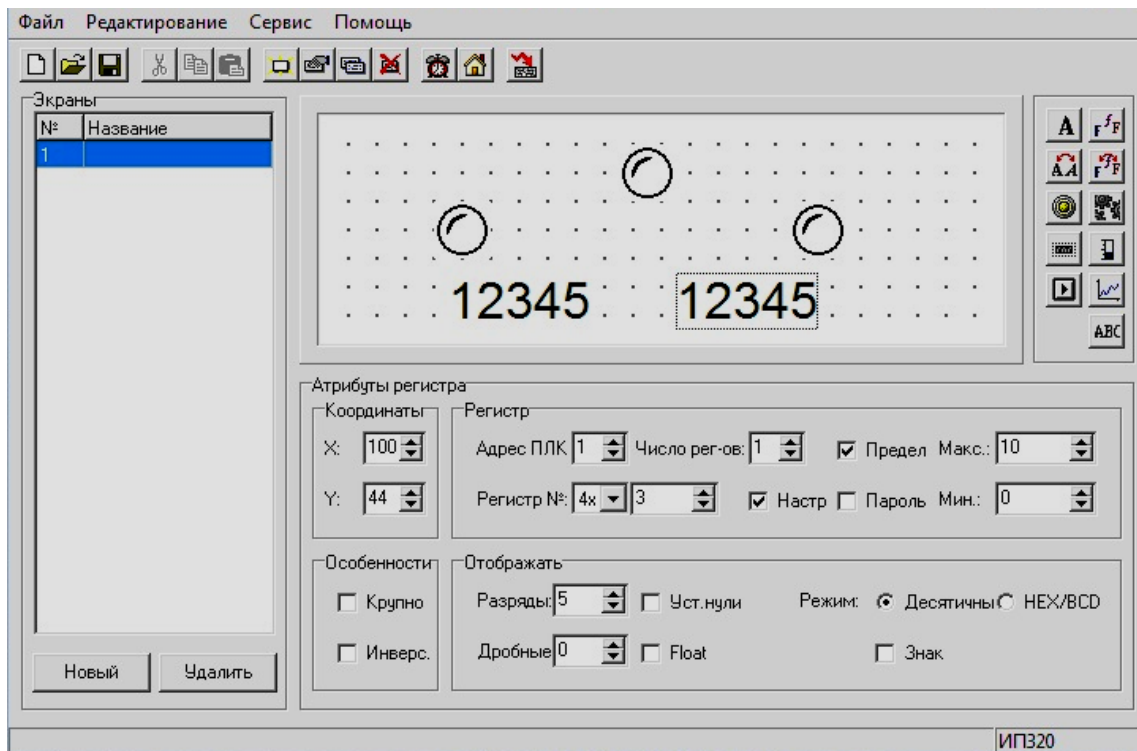 Файл Редактирование Сервис Помощь
Экраны
№ Название
1
12345 12345
A F f F
A A F F
ABC
Атрибуты регистра
Координаты
X: 100
Y: 44
Регистр
Адрес ПЛК 1 Число рег-ов: 1 Предел Макс.: 10
Регистр №: 4x 3 Настр Пароль Мин.: 0
Особенности
Крупно
Инверс.
Отображать
Разряды: 5 Уст.нули Режим: Десятичны HEX/BCD
Дробные 0 Float Знак
Новый Удалить
ИП320